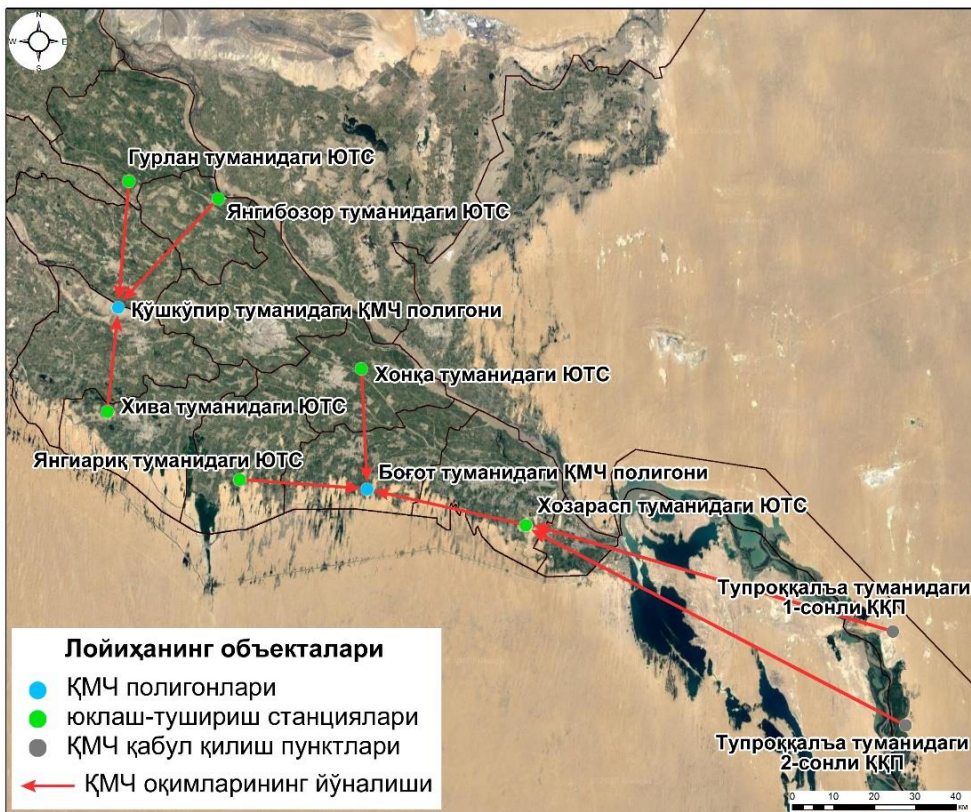 N
W E
S
Гурлан туманидаги ЮТС
Янгибозор туманидаги ЮТС
Қўшкўпир туманидаги ҚМЧ полигони
Хонқа туманидаги ЮТС
Хива туманидаги ЮТС
Янгиариқ туманидаги ЮТС
Боғот туманидаги ҚМЧ полигони
Хозарасп туманидаги ЮТС
Тупроққалъа туманидаги
1-сонли ҚҚП
Тупроққалъа туманидаги
2-сонли ҚҚП
Лойиҳанинг объекталари
ҚМЧ полигонлари
юклаш-тушириш станциялари
ҚМЧ қабул қилиш пунктлари
ҚМЧ оқимларининг йўналиши
0 10 20 30 40
КМ